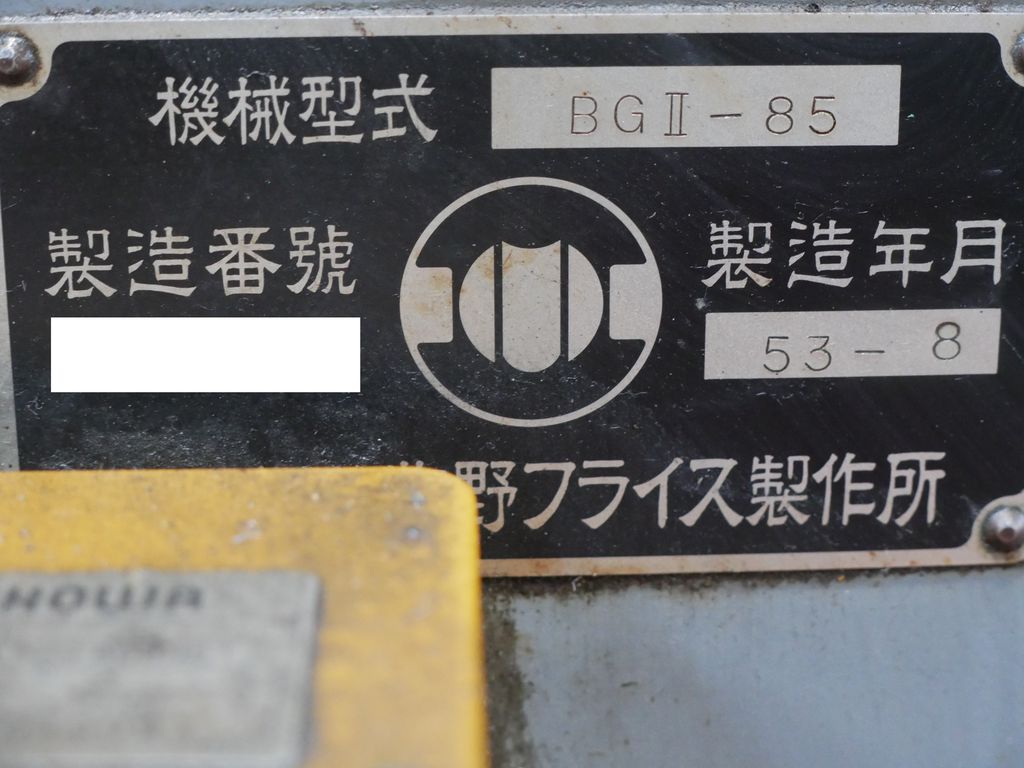 機械型式 BGⅡ-85
製造番號
製造年月
53- 8
野フライス製作所
HOWA